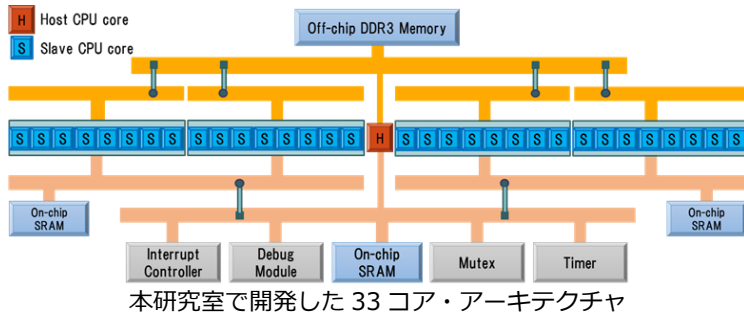 H Host CPU core
S Slave CPU core
Off-chip DDR3 Memory
S S S S S S S S S S S S S S S S H S S S S S S S S S S S S S S S S
On-chip SRAM
On-chip SRAM
Interrupt Controller
Debug Module
On-chip SRAM
Mutex
Timer
本研究室で開発した 33 コア・アーキテクチャ